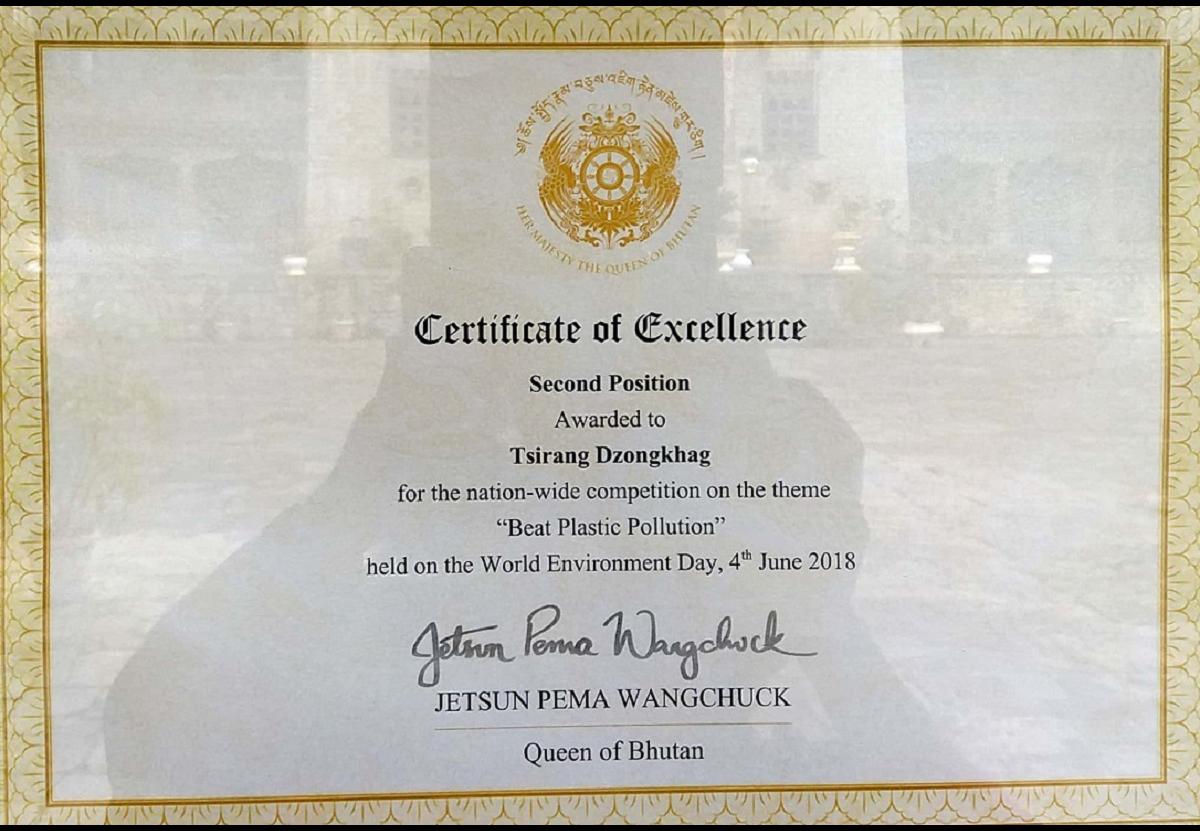 HER MAJESTY THE QUEEN OF BHUTAN
Certificate of Excellence
Second Position
Awarded to
Tsirang Dzongkhag
for the nation-wide competition on the theme
“Beat Plastic Pollution”
held on the World Environment Day, 4th June 2018
Jetsun Pema Wangchuck
JETSUN PEMA WANGCHUCK
Queen of Bhutan